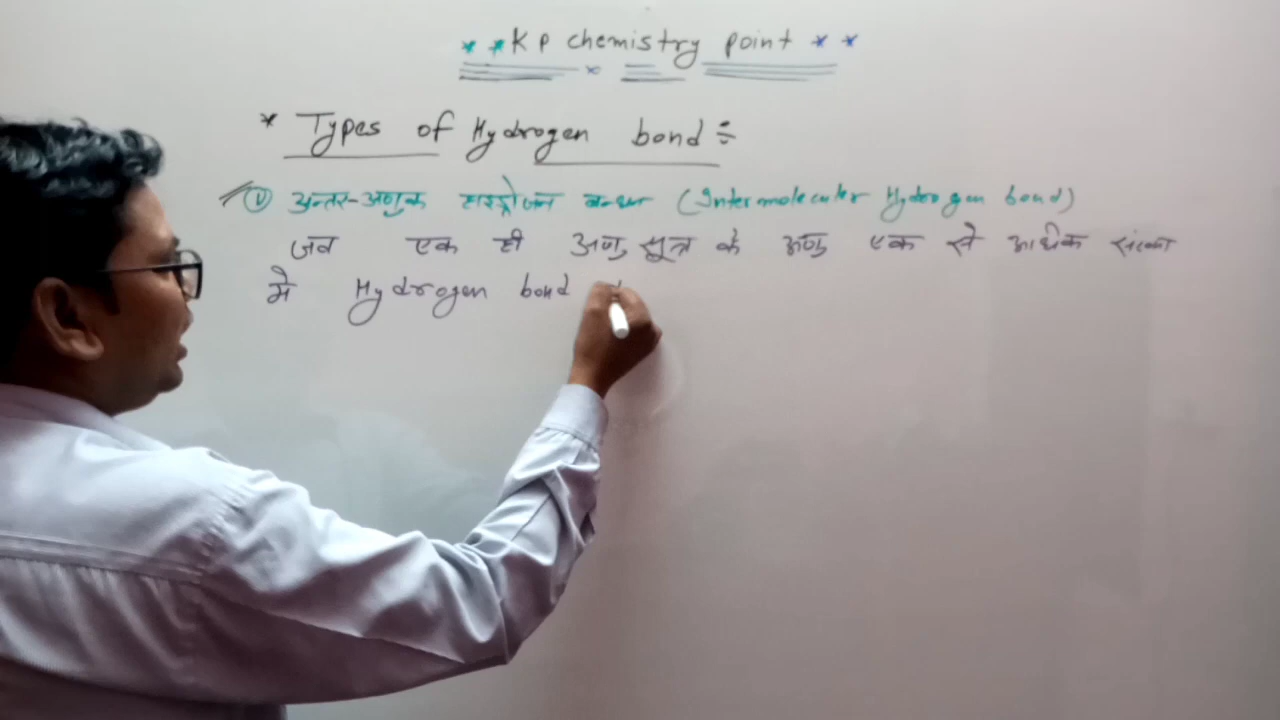 * * K P chemistry point * *
* Types of Hydrogen bond ÷
① अन्तर-अणुक हाइड्रोजन बन्धन (Intermolecular Hydrogen bond)
जब एक ही अणु सूत्र के अणु एक से अधिक संख्या
मे Hydrogen bond